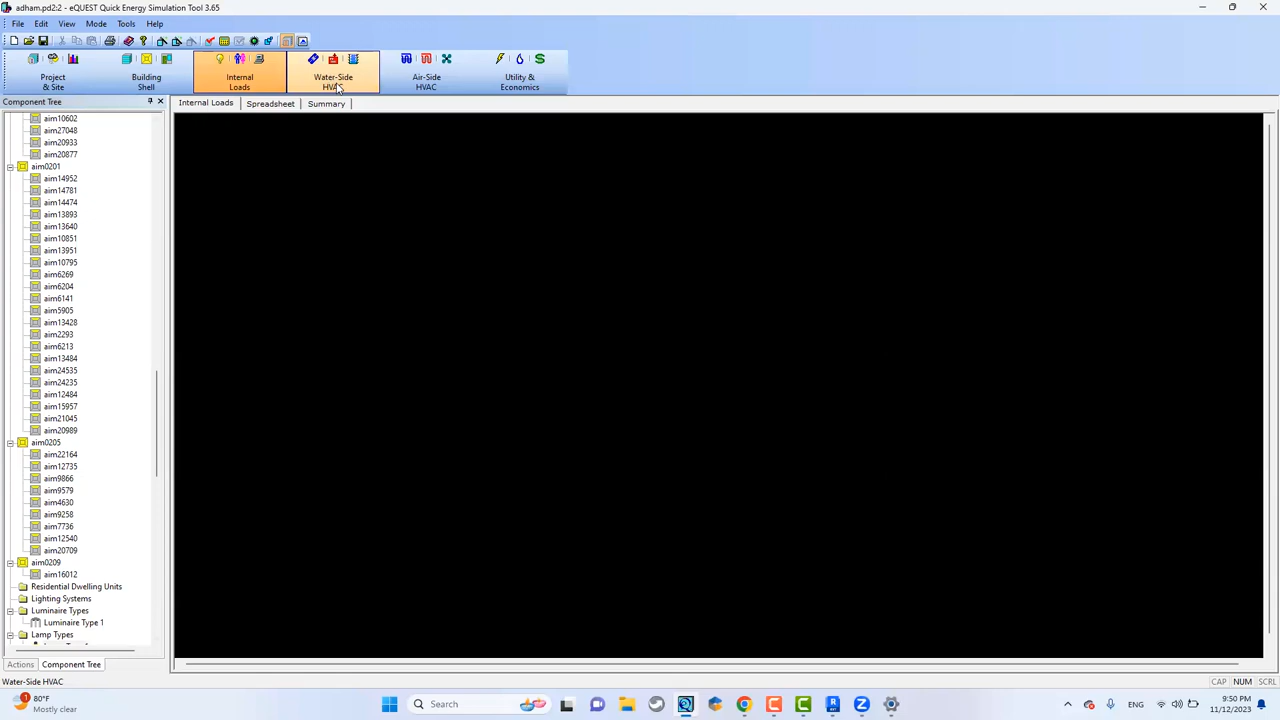 adham.pd2:2 - eQUEST Quick Energy Simulation Tool 3.65
File Edit View Mode Tools Help
Project & Site
Building Shell
Internal Loads
Water-Side HVAC
Air-Side HVAC
Utility & Economics
Component Tree
Internal Loads Spreadsheet Summary
aim10602
aim27048
aim20933
aim20877
aim0201
aim14952
aim14781
aim14474
aim13893
aim13640
aim10851
aim13951
aim10795
aim6269
aim6204
aim6141
aim5905
aim13428
aim2293
aim6213
aim13484
aim24535
aim24235
aim12484
aim15957
aim21045
aim20989
aim0205
aim22164
aim12735
aim9866
aim9579
aim4630
aim9258
aim7736
aim12540
aim20709
aim0209
aim16012
Residential Dwelling Units
Lighting Systems
Luminaire Types
Luminaire Type 1
Lamp Types
Actions Component Tree
Water-Side HVAC
CAP NUM SCRL
80°F
Mostly clear
Search
ENG
9:50 PM
11/12/2023